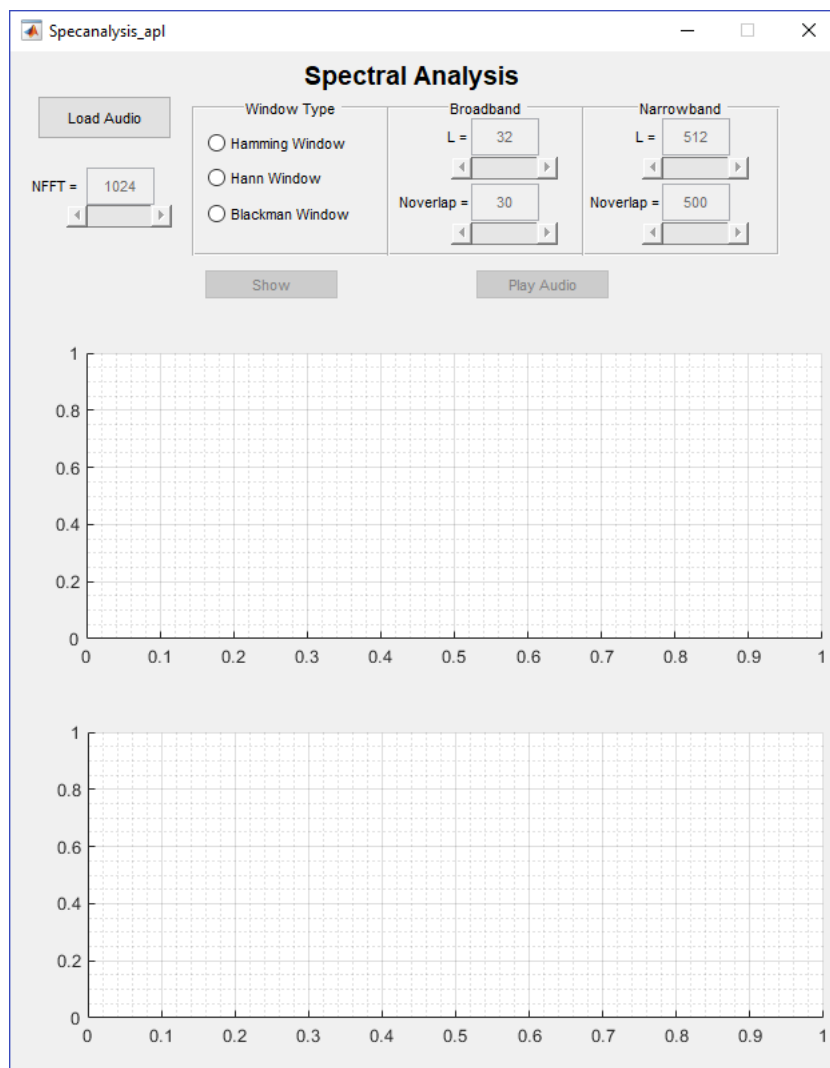 Specanalysis_apl
Spectral Analysis
Load Audio
NFFT = 1024
Window Type
Hamming Window
Hann Window
Blackman Window
Broadband
L = 32
Noverlap = 30
Narrowband
L = 512
Noverlap = 500
Show
Play Audio
1
0.8
0.6
0.4
0.2
0
0 0.1 0.2 0.3 0.4 0.5 0.6 0.7 0.8 0.9 1
1
0.8
0.6
0.4
0.2
0
0 0.1 0.2 0.3 0.4 0.5 0.6 0.7 0.8 0.9 1